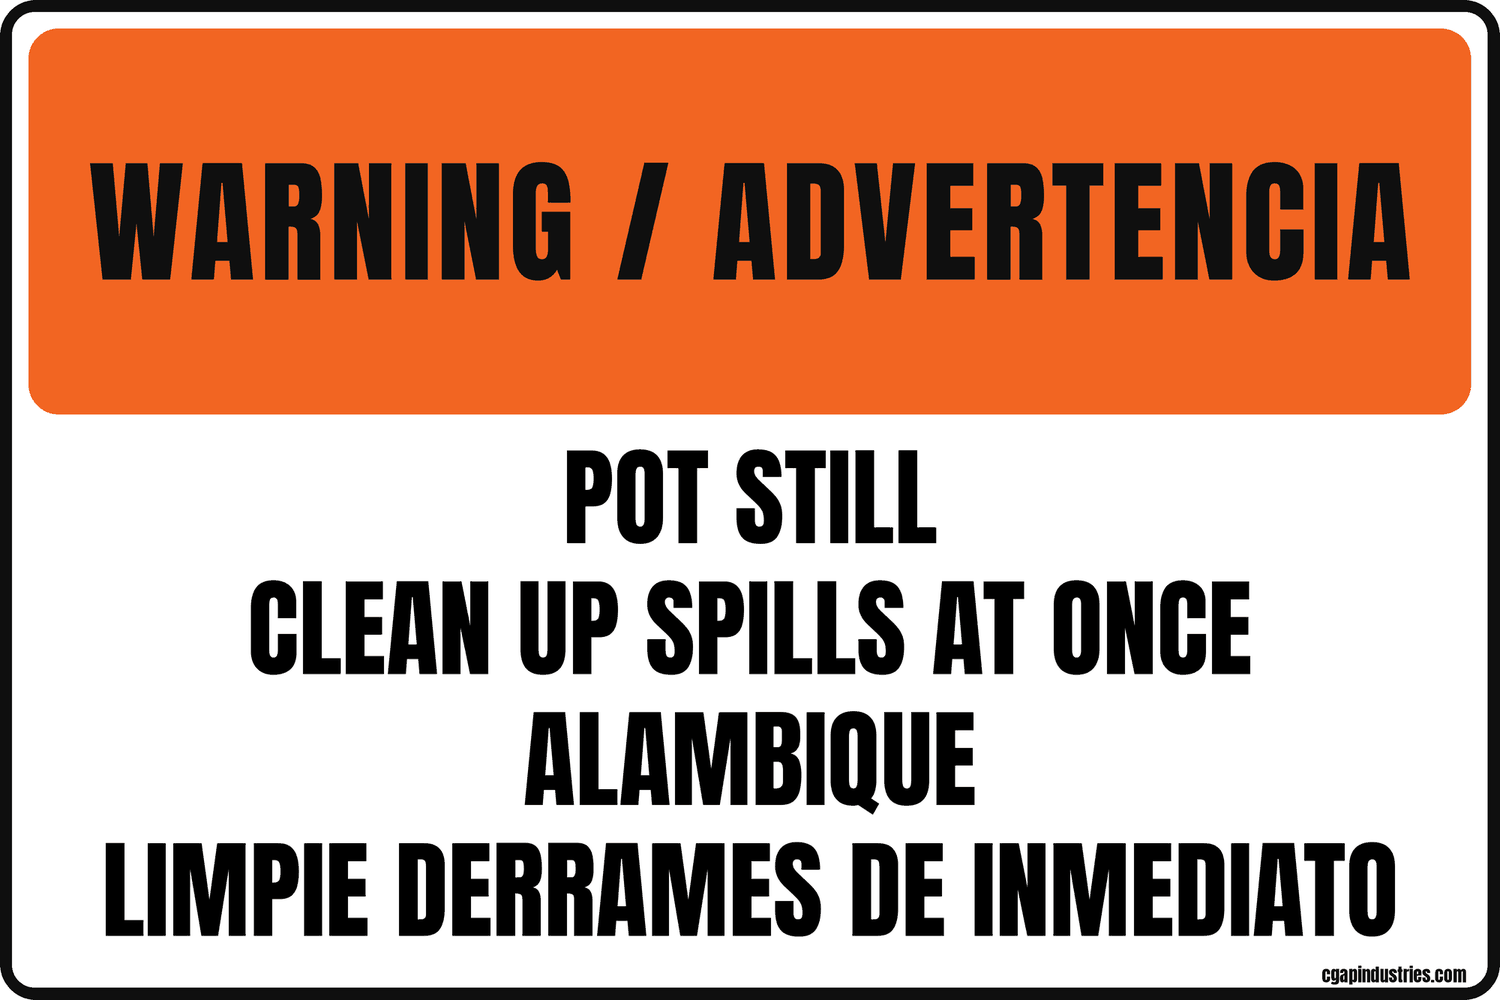 WARNING / ADVERTENCIA
POT STILL
CLEAN UP SPILLS AT ONCE
ALAMBIQUE
LIMPIE DERRAMES DE INMEDIATO
cgapindustries.com